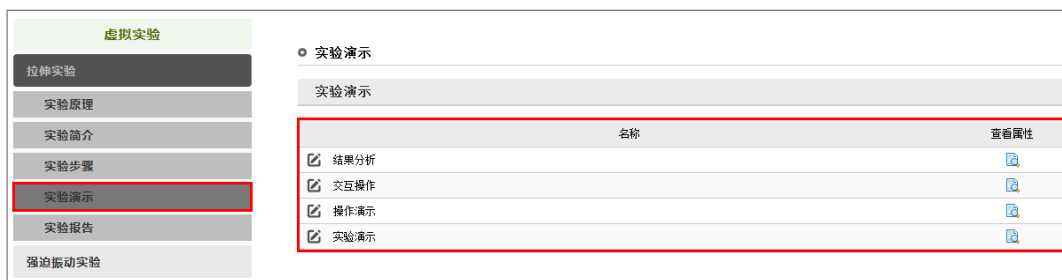 虚拟实验
拉伸实验
实验原理
实验简介
实验步骤
实验演示
实验报告
强迫振动实验
实验演示
实验演示
名称 查看属性
结果分析
交互操作
操作演示
实验演示